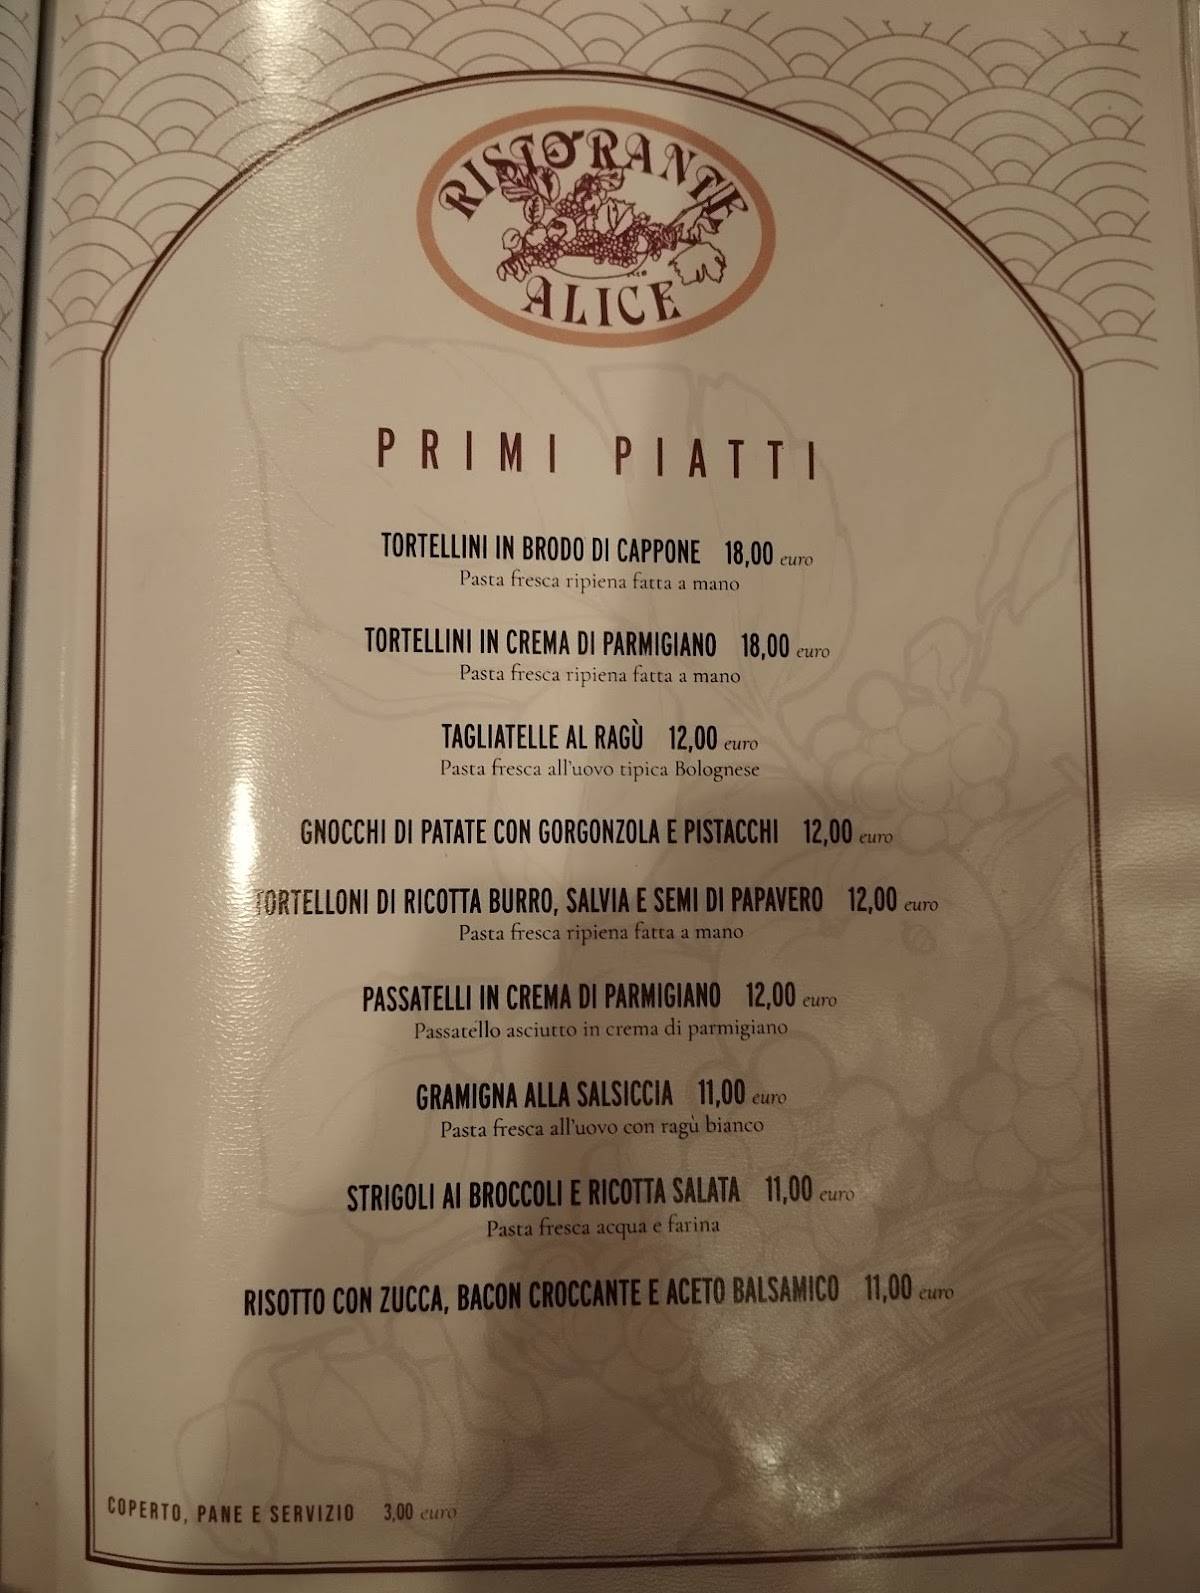 RISTORANTE
ALICE
PRIMI PIATTI
TORTELLINI IN BRODO DI CAPPONE 18,00 euro
Pasta fresca ripiena fatta a mano
TORTELLINI IN CREMA DI PARMIGIANO 18,00 euro
Pasta fresca ripiena fatta a mano
TAGLIATELLE AL RAGÙ 12,00 euro
Pasta fresca all'uovo tipica Bolognese
GNOCCHI DI PATATE CON GORGONZOLA E PISTACCHI 12,00 euro
TORTELLONI DI RICOTTA BURRO, SALVIA E SEMI DI PAPAVERO 12,00 euro
Pasta fresca ripiena fatta a mano
PASSATELLI IN CREMA DI PARMIGIANO 12,00 euro
Passatello asciutto in crema di parmigiano
GRAMIGNA ALLA SALSICCIA 11,00 euro
Pasta fresca all'uovo con ragù bianco
STRIGOLI AI BROCCOLI E RICOTTA SALATA 11,00 euro
Pasta fresca acqua e farina
RISOTTO CON ZUCCA, BACON CROCCANTE E ACETO BALSAMICO 11,00 euro
COPERTO, PANE E SERVIZIO 3,00 euro